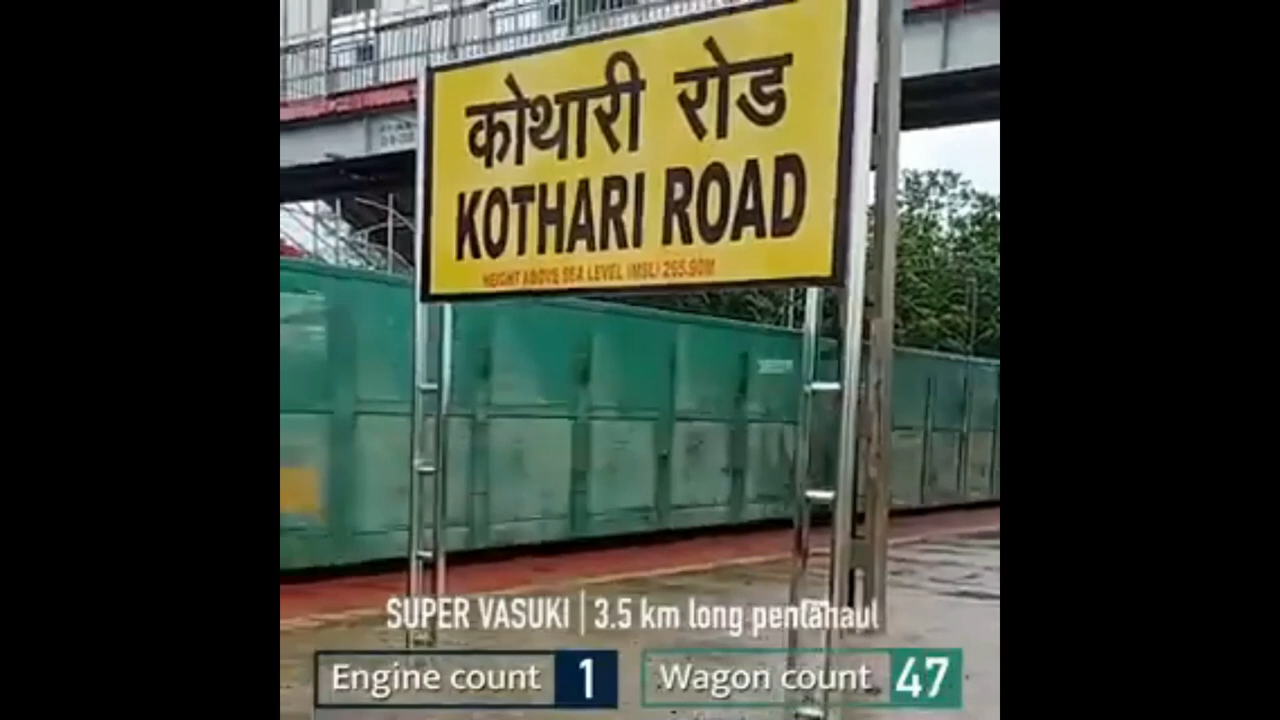 कोथारी रोड
KOTHARI ROAD
HEIGHT ABOVE SEA LEVEL (MSL) 265.90M
SUPER VASUKI | 3.5 km long pentahaul
Engine count 1
Wagon count 47